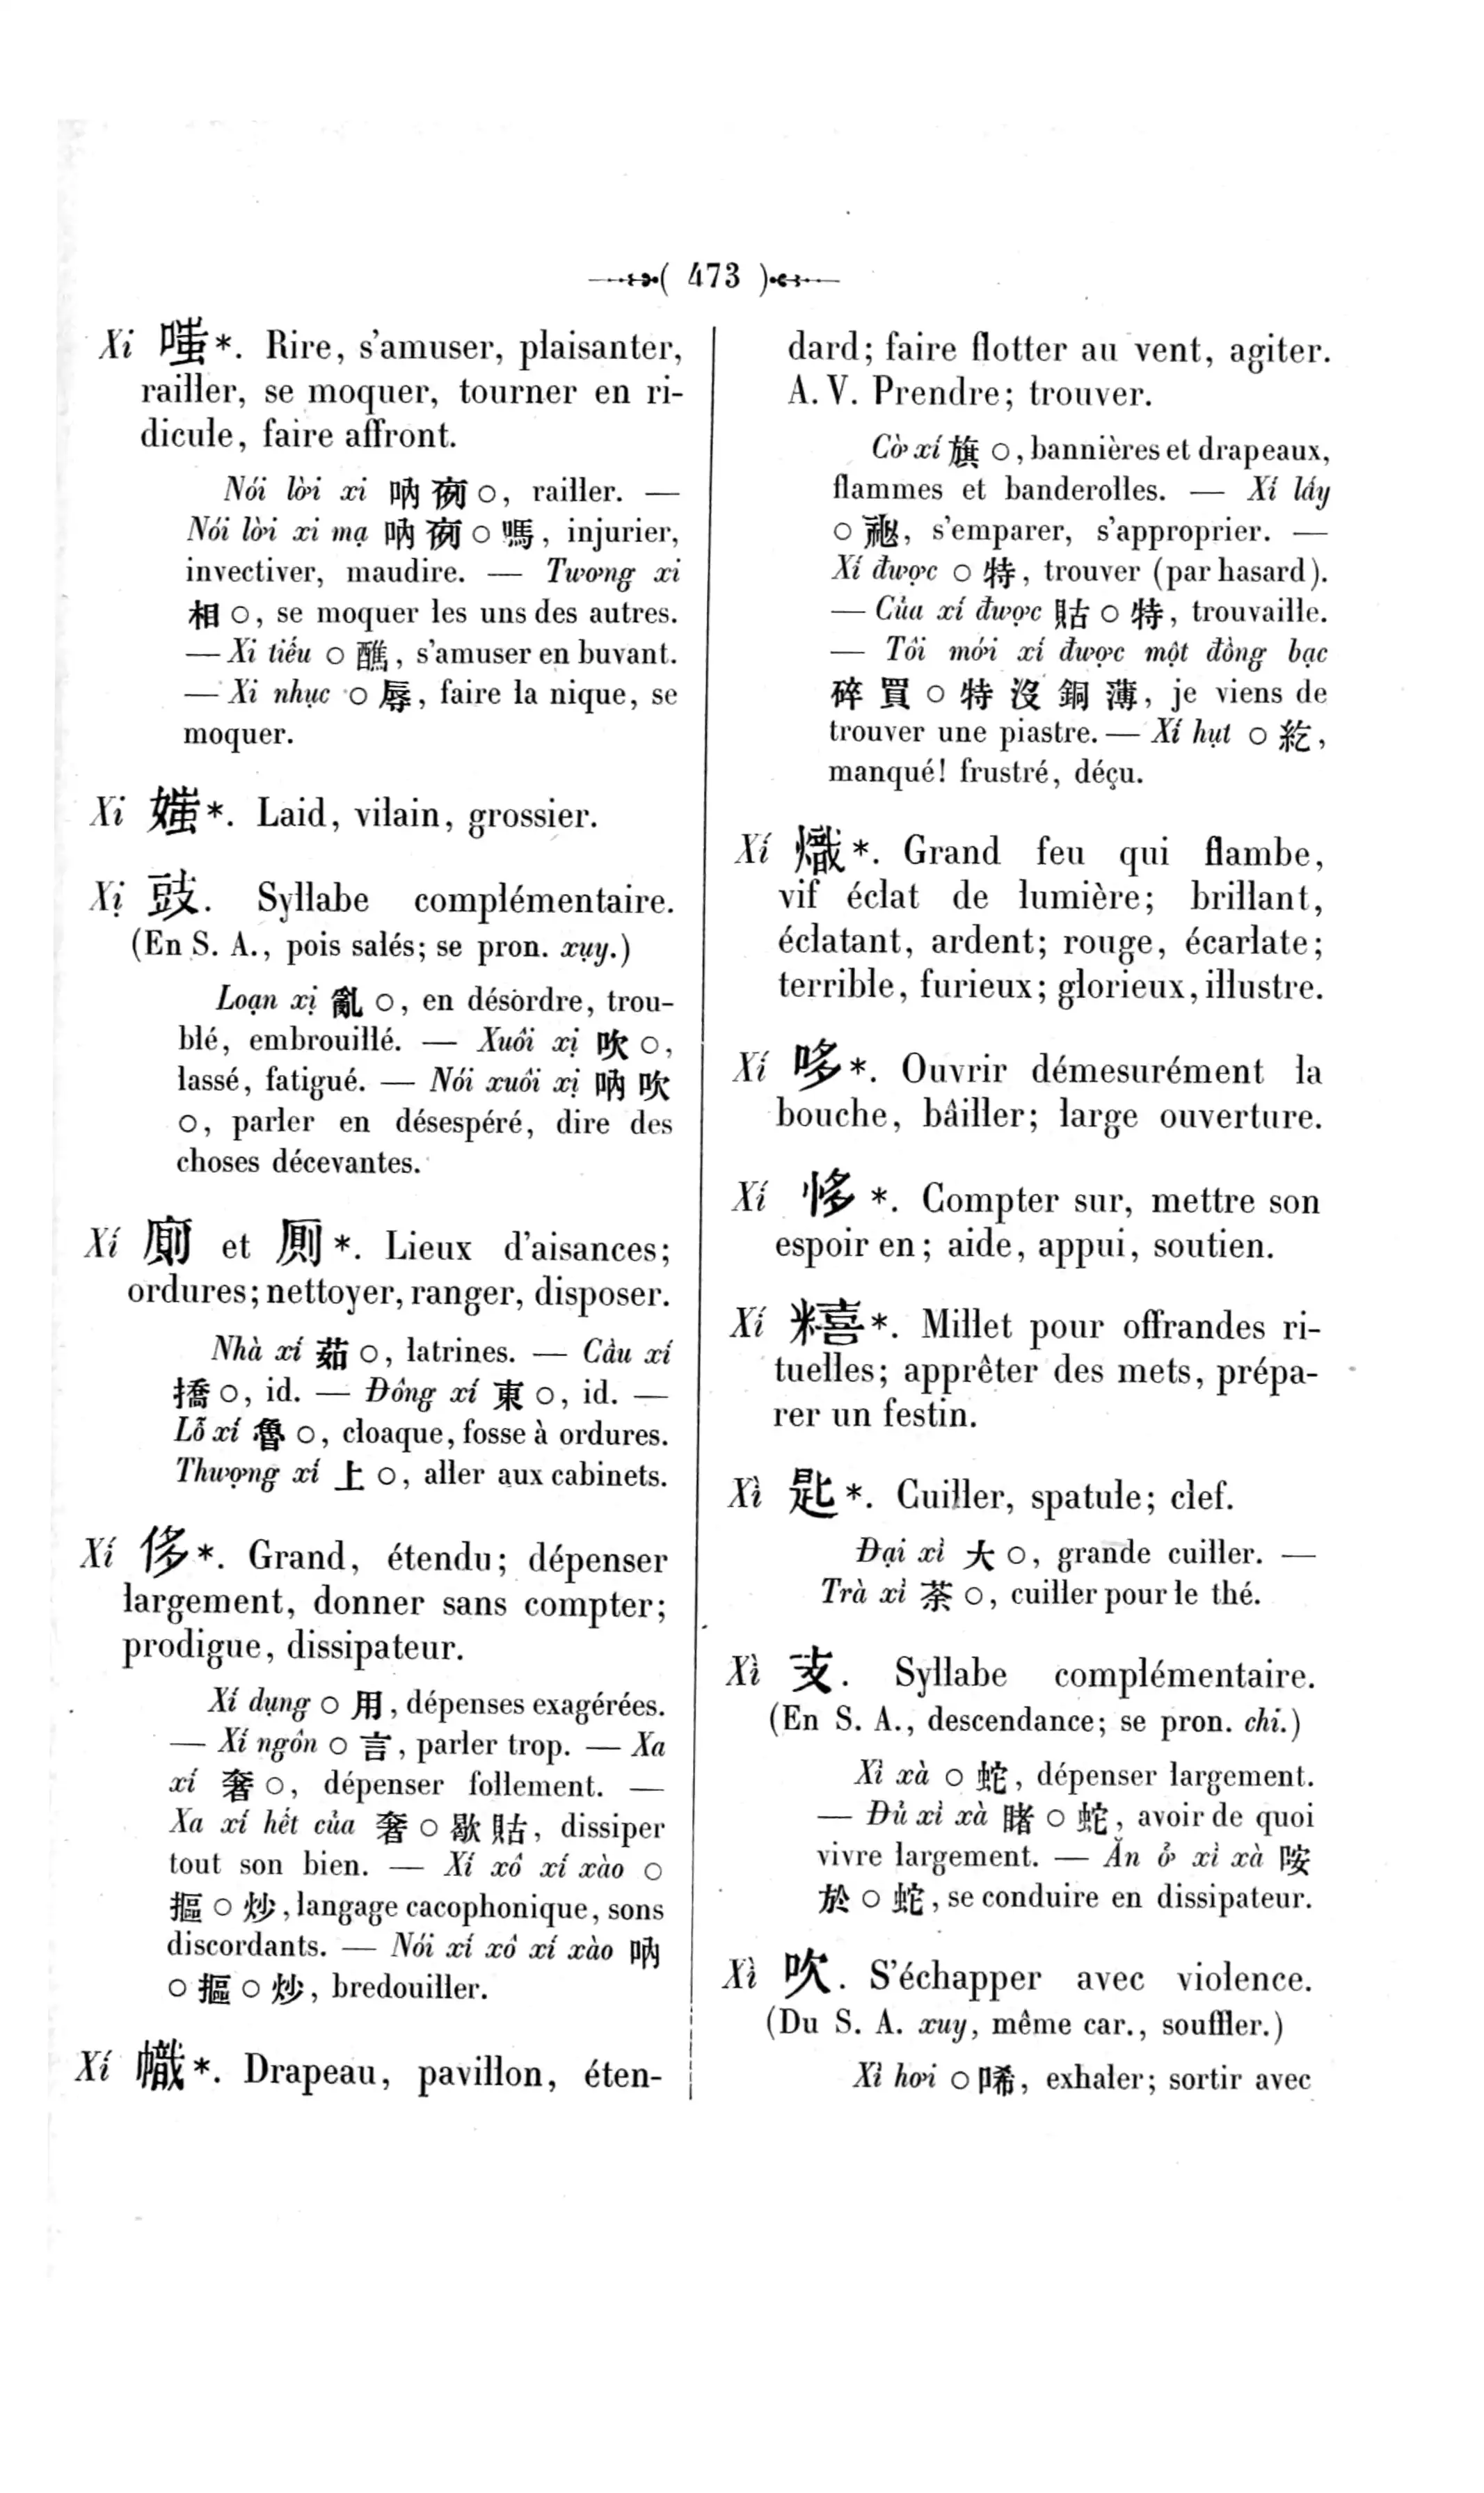 ( 473 )
Xi 嗤*. Rire, s'amuser, plaisanter,
railler, se moquer, tourner en ri-
dicule, faire affront.
Nói lời xi 吶 ○, railler. —
Nói lời xi mạ 吶 ○ 嗎, injurier,
invectiver, maudire. — Tương xi
相 ○, se moquer les uns des autres.
— Xi tiếu ○ 醮, s'amuser en buvant.
— Xi nhục ○ 辱, faire la nique, se
moquer.
Xi 媸*. Laid, vilain, grossier.
Xị 豉. Syllabe complémentaire.
(En S. A., pois salés; se pron. xụy.)
Loạn xị 亂 ○, en désordre, trou-
blé, embrouillé. — Xuôi xị 吹 ○,
lassé, fatigué. — Nói xuôi xị 吶 吹
○, parler en désespéré, dire des
choses décevantes.
Xí 廁 et 厠*. Lieux d'aisances;
ordures; nettoyer, ranger, disposer.
Nhà xí 茹 ○, latrines. — Cầu xí
橋 ○, id. — Đông xí 東 ○, id. —
Lỗ xí 魯 ○, cloaque, fosse à ordures.
Thượng xí 上 ○, aller aux cabinets.
Xí 侈*. Grand, étendu; dépenser
largement, donner sans compter;
prodigue, dissipateur.
Xí dụng ○ 用, dépenses exagérées.
— Xí ngôn ○ 言, parler trop. — Xa
xí 奢 ○, dépenser follement. —
Xa xí hết của 奢 ○ 歇 貼, dissiper
tout son bien. — Xí xô xí xào ○
摳 ○ 炒, langage cacophonique, sons
discordants. — Nói xí xô xí xào 吶
○ 摳 ○ 炒, bredouiller.
Xí 幟*. Drapeau, pavillon, éten-
dard; faire flotter au vent, agiter.
A. V. Prendre; trouver.
Cờ xí 旗 ○, bannières et drapeaux,
flammes et banderolles. — Xí lấy
○, s'emparer, s'approprier. —
Xí được ○ 特, trouver (par hasard).
— Của xí được 貼 ○ 特, trouvaille.
— Tôi mới xí được một đồng bạc
碎 買 ○ 特 沒 銅 薄, je viens de
trouver une piastre. — Xí hụt ○ 紇,
manqué! frustré, déçu.
Xí 熾*. Grand feu qui flambe,
vif éclat de lumière; brillant,
éclatant, ardent; rouge, écarlate;
terrible, furieux; glorieux, illustre.
Xí 哆*. Ouvrir démesurément la
bouche, bâiller; large ouverture.
Xí 恀*. Compter sur, mettre son
espoir en; aide, appui, soutien.
Xí 糦*. Millet pour offrandes ri-
tuelles; apprêter des mets, prépa-
rer un festin.
Xì 匙*. Cuiller, spatule; clef.
Đại xì 大 ○, grande cuiller. —
Trà xỉ 茶 ○, cuiller pour le thé.
Xì 支. Syllabe complémentaire.
(En S. A., descendance; se pron. chi.)
Xì xà ○ 蛇, dépenser largement.
— Đủ xì xà 睹 ○ 蛇, avoir de quoi
vivre largement. — Ăn ở xì xà 咹
於 ○ 蛇, se conduire en dissipateur.
Xì 吹. S'échapper avec violence.
(Du S. A. xuy, même car., souffler.)
Xì hơi ○ 唏, exhaler; sortir avec